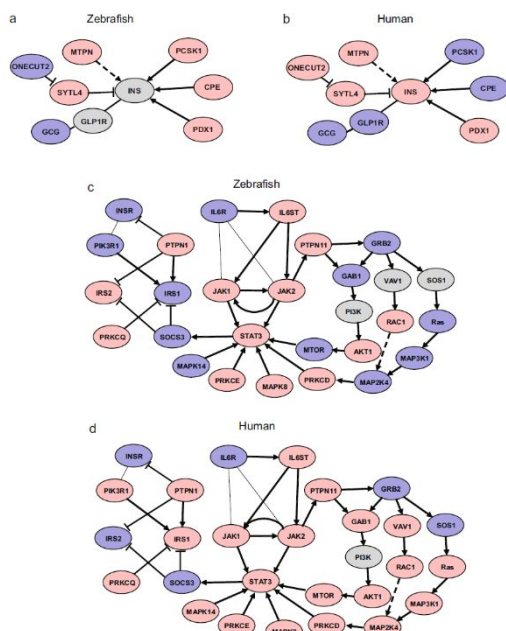 a Zebrafish
MTPN PCSK1
ONECUT2
SYTL4 INS CPE
GLP1R
GCG PDX1
b Human
MTPN PCSK1
ONECUT2
SYTL4 INS CPE
GLP1R
GCG PDX1
c Zebrafish
INSR IL6R IL6ST
PIK3R1 PTPN1 PTPN11 GRB2
GAB1 VAV1 SOS1
IRS2 IRS1 JAK1 JAK2
PI3K RAC1 Ras
PRKCQ SOCS3 STAT3 MTOR AKT1
MAP3K1
MAPK14 PRKCE MAPK8 PRKCD MAP2K4
d Human
INSR IL6R IL6ST
PIK3R1 PTPN1 PTPN11 GRB2
GAB1 VAV1 SOS1
IRS2 IRS1 JAK1 JAK2
PI3K RAC1 Ras
PRKCQ SOCS3 STAT3 MTOR AKT1
MAP3K1
MAPK14 PRKCE PRKCD MAP2K4